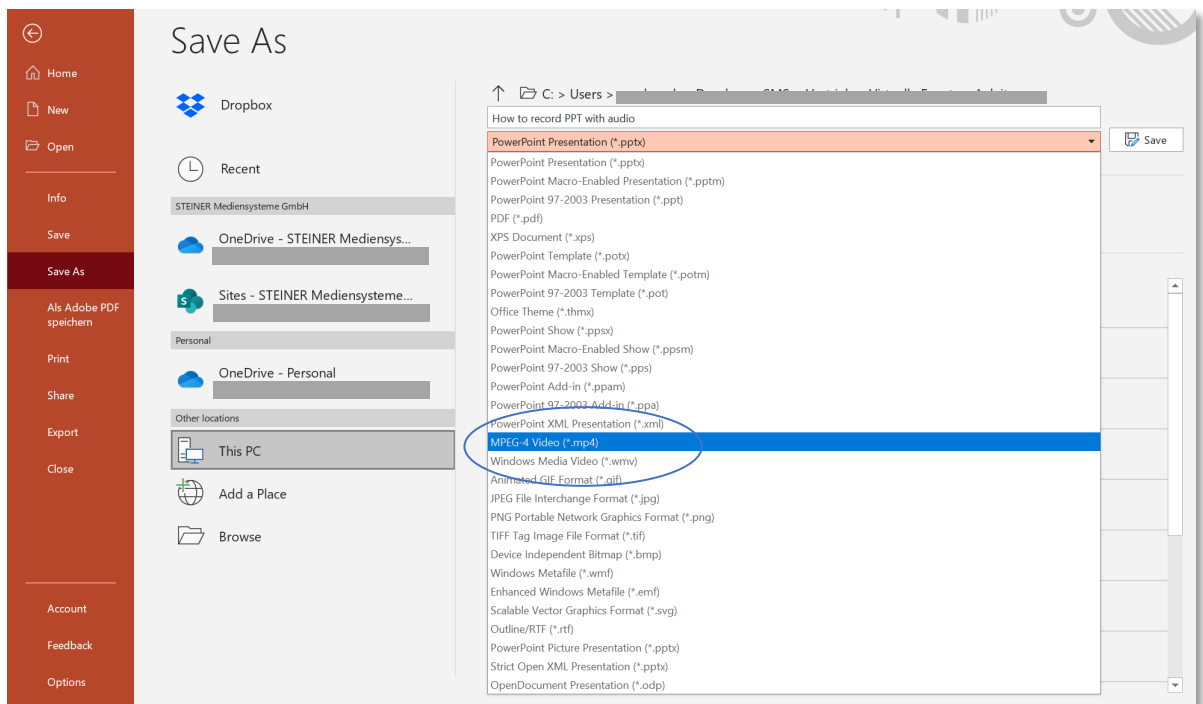 Save As
Home
New
Open
Info
Save
Save As
Als Adobe PDF
speichern
Print
Share
Export
Close
Account
Feedback
Options
Dropbox
Recent
STEINER Mediensysteme GmbH
OneDrive - STEINER Mediensys...
Sites - STEINER Mediensysteme...
Personal
OneDrive - Personal
Other locations
This PC
Add a Place
Browse
C: > Users >
How to record PPT with audio
PowerPoint Presentation (*.pptx)
Save
PowerPoint Presentation (*.pptx)
PowerPoint Macro-Enabled Presentation (*.pptm)
PowerPoint 97-2003 Presentation (*.ppt)
PDF (*.pdf)
XPS Document (*.xps)
PowerPoint Template (*.potx)
PowerPoint Macro-Enabled Template (*.potm)
PowerPoint 97-2003 Template (*.pot)
Office Theme (*.thmx)
PowerPoint Show (*.ppsx)
PowerPoint Macro-Enabled Show (*.ppsm)
PowerPoint 97-2003 Show (*.pps)
PowerPoint Add-in (*.ppam)
PowerPoint 97-2003 Add-in (*.ppa)
PowerPoint XML Presentation (*.xml)
MPEG-4 Video (*.mp4)
Windows Media Video (*.wmv)
Animated GIF Format (*.gif)
JPEG File Interchange Format (*.jpg)
PNG Portable Network Graphics Format (*.png)
TIFF Tag Image File Format (*.tif)
Device Independent Bitmap (*.bmp)
Windows Metafile (*.wmf)
Enhanced Windows Metafile (*.emf)
Scalable Vector Graphics Format (*.svg)
Outline/RTF (*.rtf)
PowerPoint Picture Presentation (*.pptx)
Strict Open XML Presentation (*.pptx)
OpenDocument Presentation (*.odp)